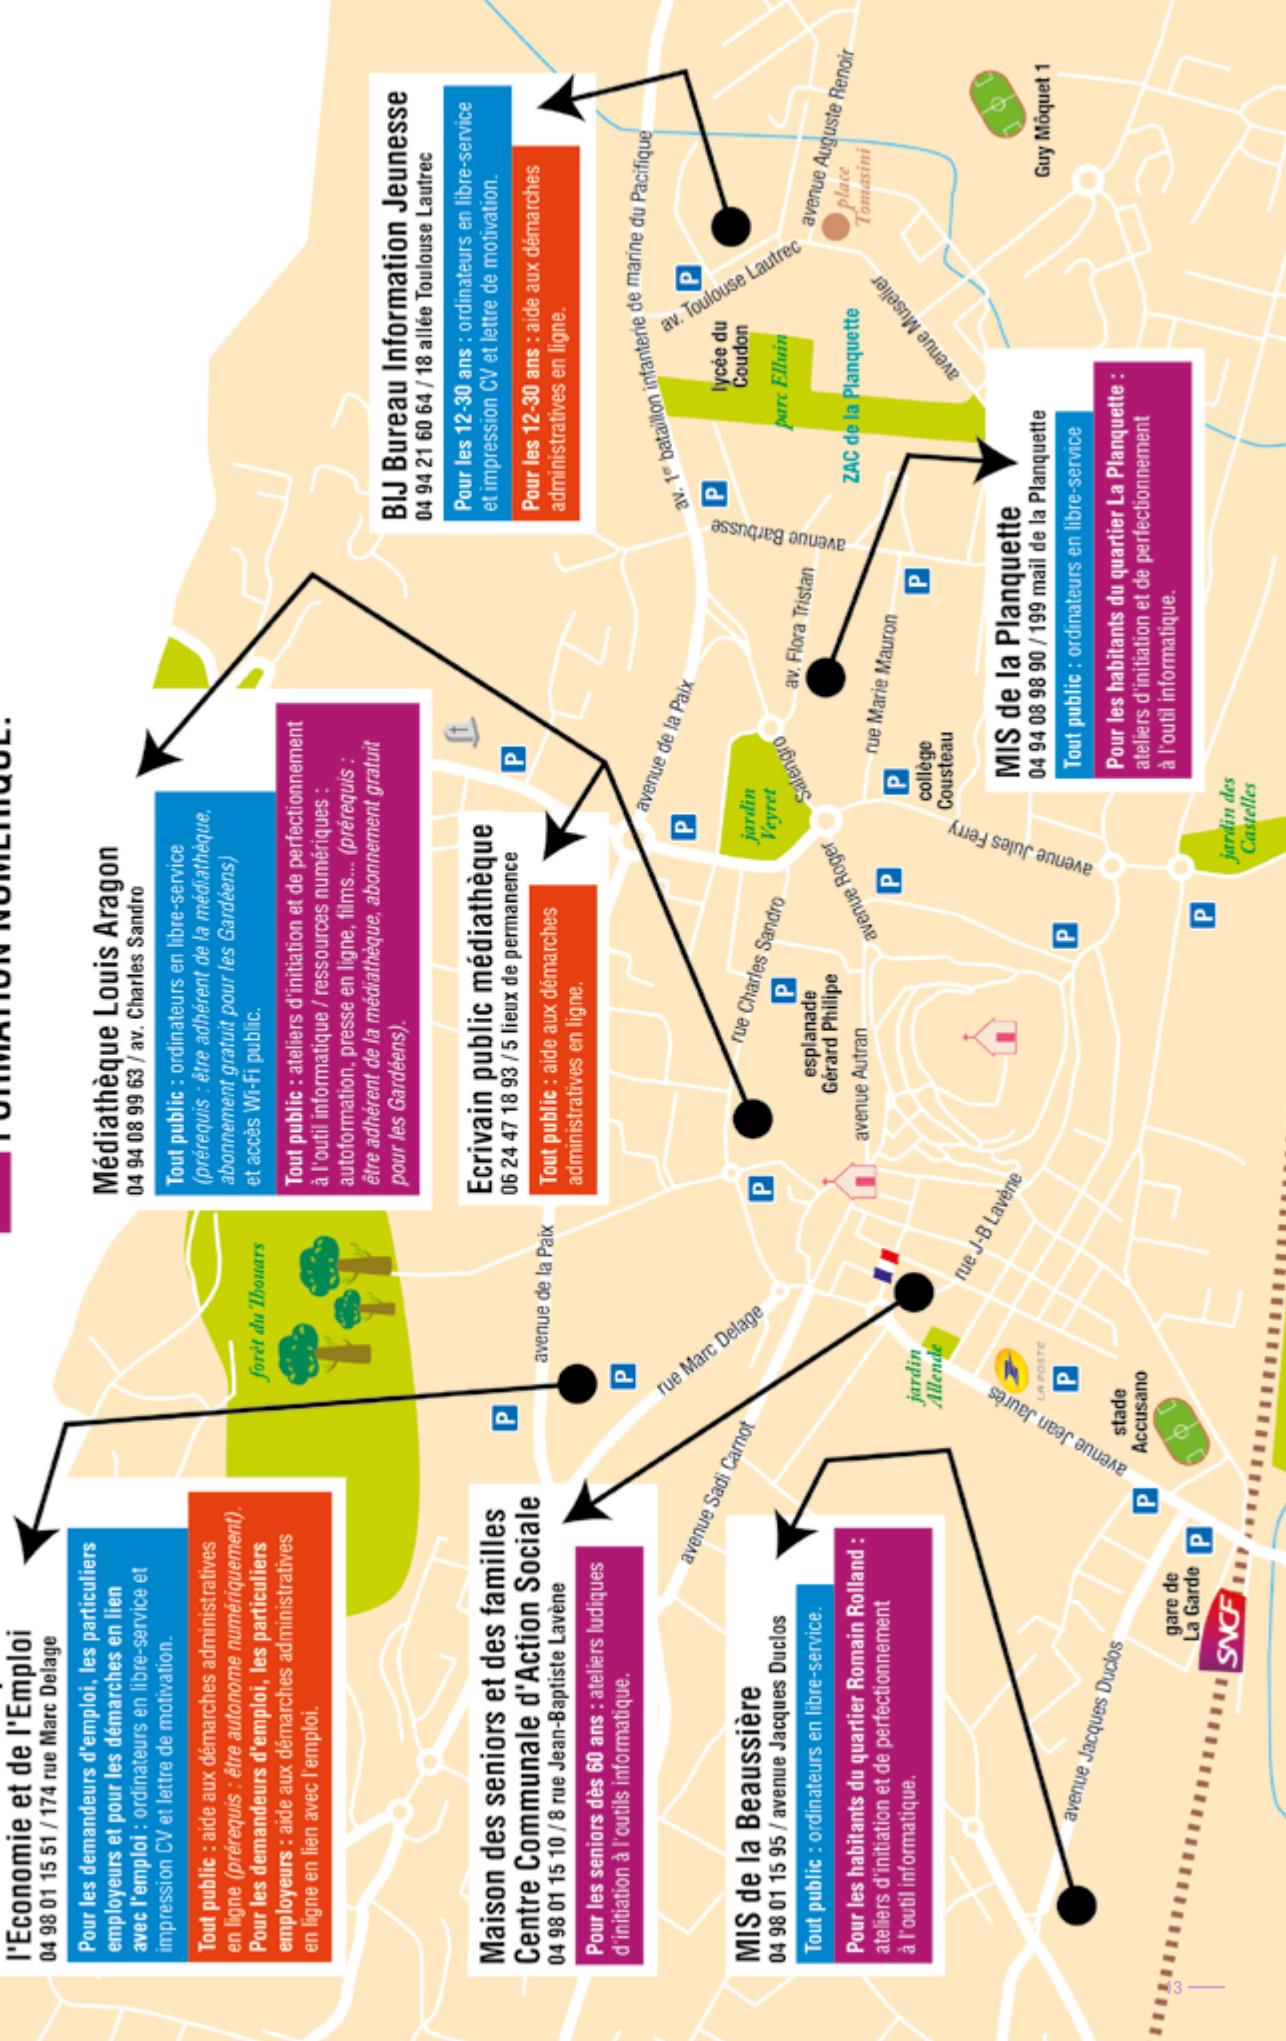 FORMATION NUMÉRIQUE.
l'Economie et de l'Emploi
04 98 01 15 51 / 174 rue Marc Delage
Pour les demandeurs d'emploi, les particuliers
employeurs et pour les démarches en lien
avec l'emploi : ordinateurs en libre-service et
impression CV et lettre de motivation.
Tout public : aide aux démarches administratives
en ligne (prérequis : être autonome numériquement).
Pour les demandeurs d'emploi, les particuliers
employeurs : aide aux démarches administratives
en ligne en lien avec l'emploi.
Médiathèque Louis Aragon
04 94 08 99 63 / av. Charles Sandro
Tout public : ordinateurs en libre-service
(prérequis : être adhérent de la médiathèque,
abonnement gratuit pour les Gardéens)
et accès Wi-Fi public.
Tout public : ateliers d'initiation et de perfectionnement
à l'outil informatique / ressources numériques :
autoformation, presse en ligne, films... (prérequis :
être adhérent de la médiathèque, abonnement gratuit
pour les Gardéens).
BIJ Bureau Information Jeunesse
04 94 21 60 64 / 18 allée Toulouse Lautrec
Pour les 12-30 ans : ordinateurs en libre-service
et impression CV et lettre de motivation.
Pour les 12-30 ans : aide aux démarches
administratives en ligne.
Ecrivain public médiathèque
06 24 47 18 93 / 5 lieux de permanence
Tout public : aide aux démarches
administratives en ligne.
Maison des seniors et des familles
Centre Communale d'Action Sociale
04 98 01 15 10 / 8 rue Jean-Baptiste Lavène
Pour les seniors dès 60 ans : ateliers ludiques
d'initiation à l'outils informatique.
MIS de la Beaussière
04 98 01 15 95 / avenue Jacques Duclos
Tout public : ordinateurs en libre-service.
Pour les habitants du quartier Romain Rolland :
ateliers d'initiation et de perfectionnement
à l'outil informatique.
MIS de la Planquette
04 94 08 98 90 / 199 mail de la Planquette
Tout public : ordinateurs en libre-service
Pour les habitants du quartier La Planquette :
ateliers d'initiation et de perfectionnement
à l'outil informatique.
forêt du Thouars
avenue de la Paix
P
P
rue Marc Delage
avenue Sadi Carnot
P
avenue de la Paix
P
P
av. 1er bataillon infanterie de marine du Pacifique
P
av. Toulouse Lautrec
avenue Auguste Renoir
place
Tomasini
Guy Môquet 1
lycée du
Coudon
parc Elluin
ZAC de la Planquette
avenue Muselier
P
avenue Barbusse
av. Flora Tristan
rue Marie Mauron
P
jardin
Veyret
avenue Roger
Salengro
P
collège
Cousteau
P
avenue Jules Ferry
jardin des
Castelles
P
P
rue Charles Sandro
P
esplanade
Gérard Philipe
avenue Autran
P
rue J-B Lavène
jardin
Allende
LA POSTE
P
avenue Jean Jaurès
stade
Accusano
P
P
gare de
La Garde
SNCF
avenue Jacques Duclos
13